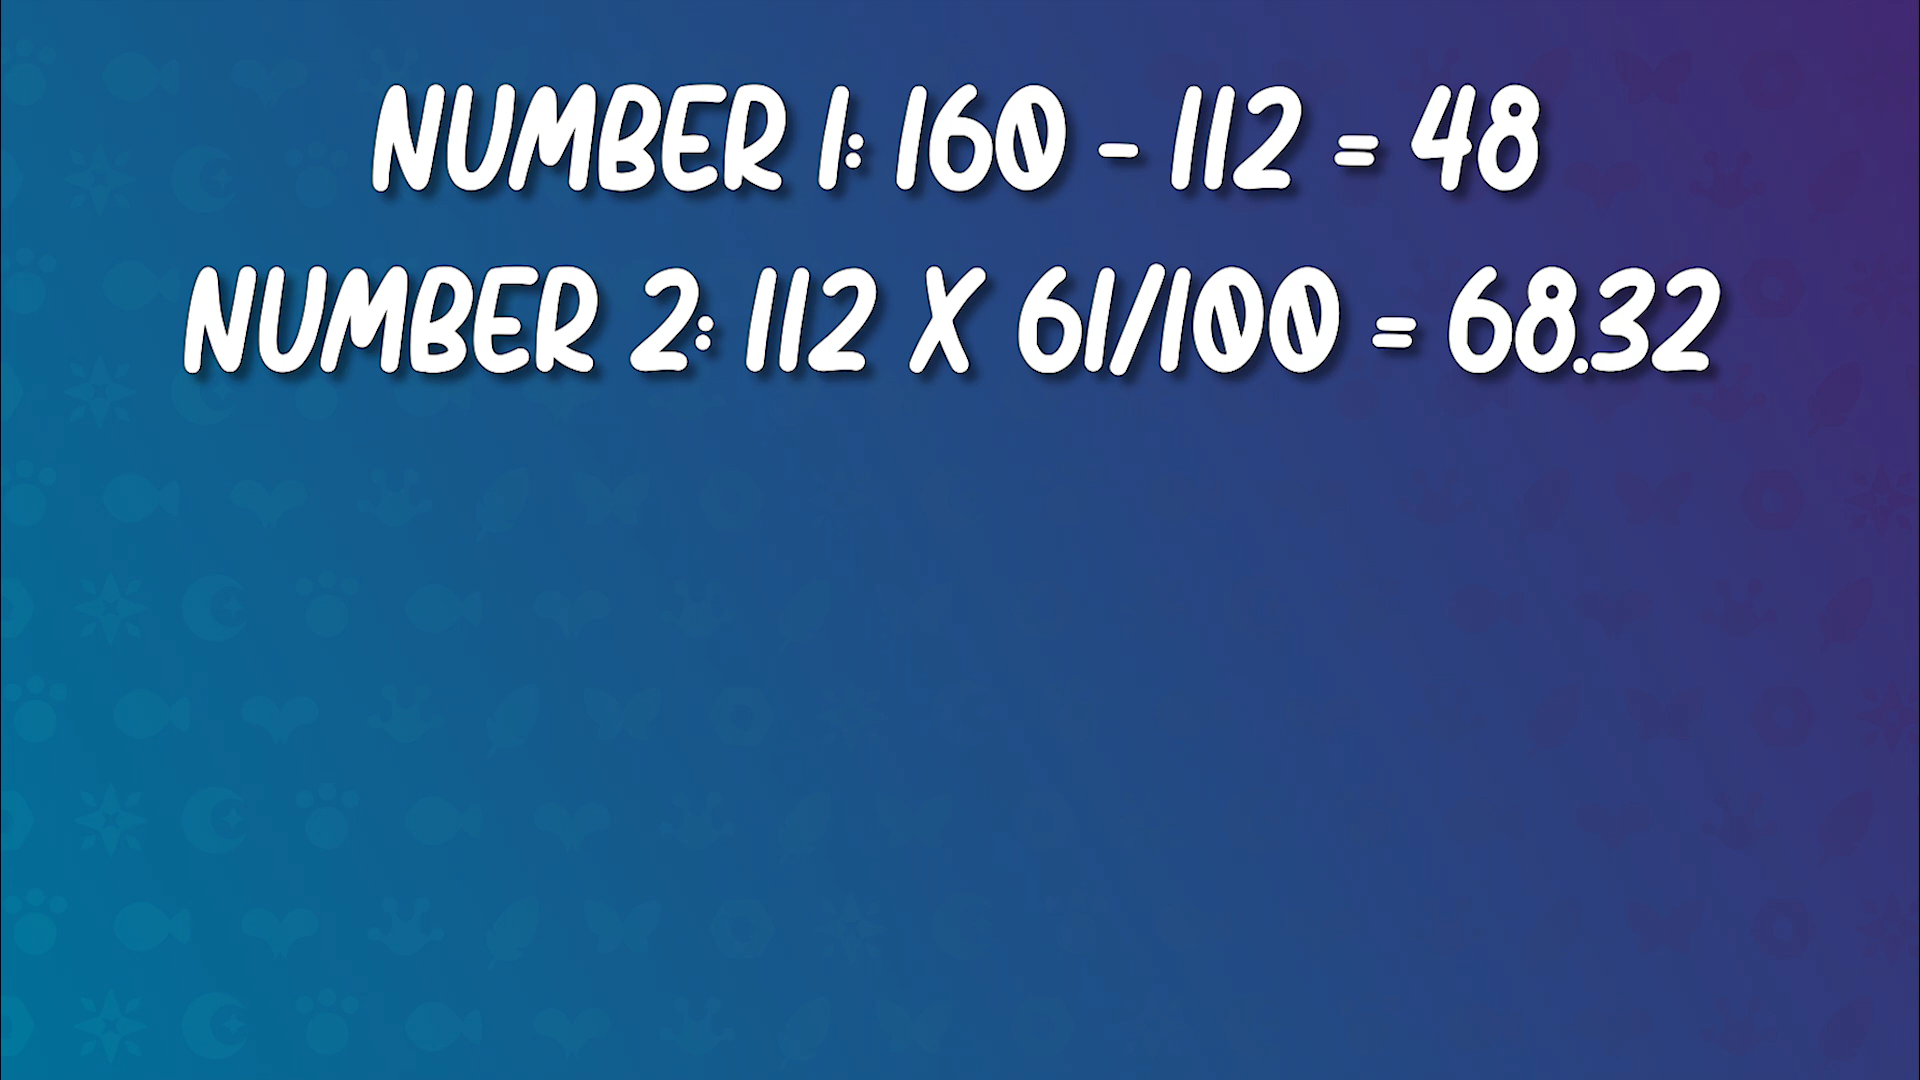 NUMBER 1: 160 - 112 = 48
NUMBER 2: 112 X 61/100 = 68.32